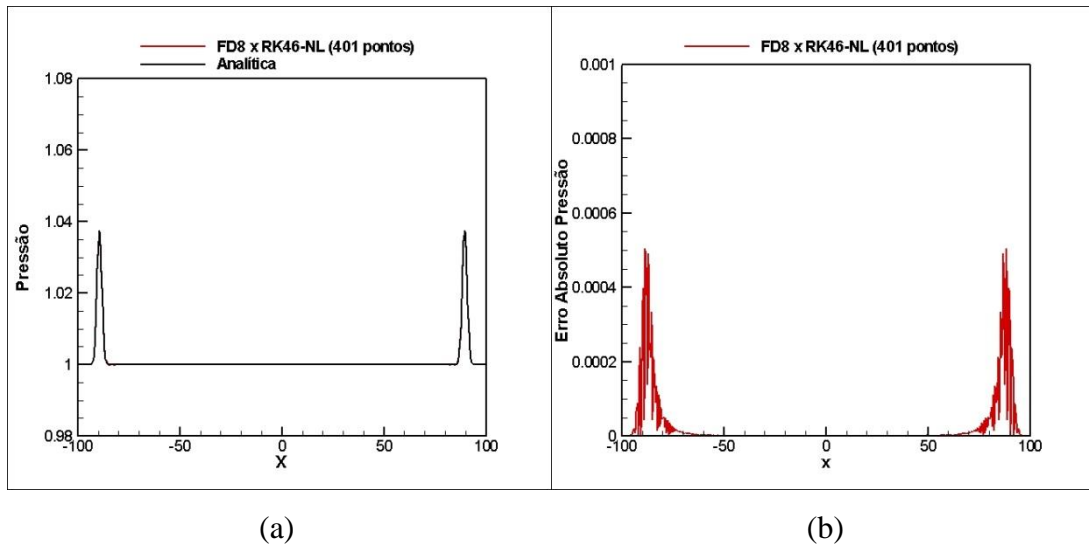 FD8 x RK46-NL (401 pontos)
Analítica
Pressão
1.08
1.06
1.04
1.02
1
0.98
-100
-50
0
50
100
X
FD8 x RK46-NL (401 pontos)
Erro Absoluto Pressão
0.001
0.0008
0.0006
0.0004
0.0002
0
-100
-50
0
50
100
x
(a)
(b)